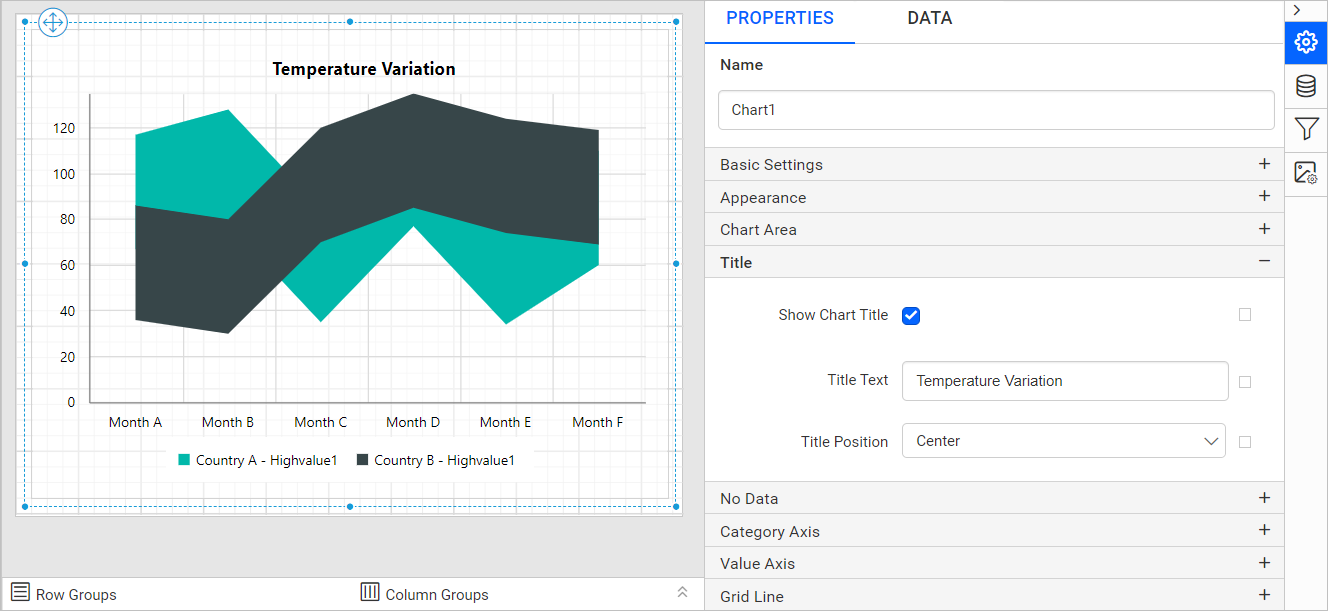 Temperature Variation
120
100
80
60
40
20
0
Month A Month B Month C Month D Month E Month F
Country A - Highvalue1 Country B - Highvalue1
Row Groups Column Groups
PROPERTIES DATA
Name
Chart1
Basic Settings
Appearance
Chart Area
Title
Show Chart Title
Title Text Temperature Variation
Title Position Center
No Data
Category Axis
Value Axis
Grid Line